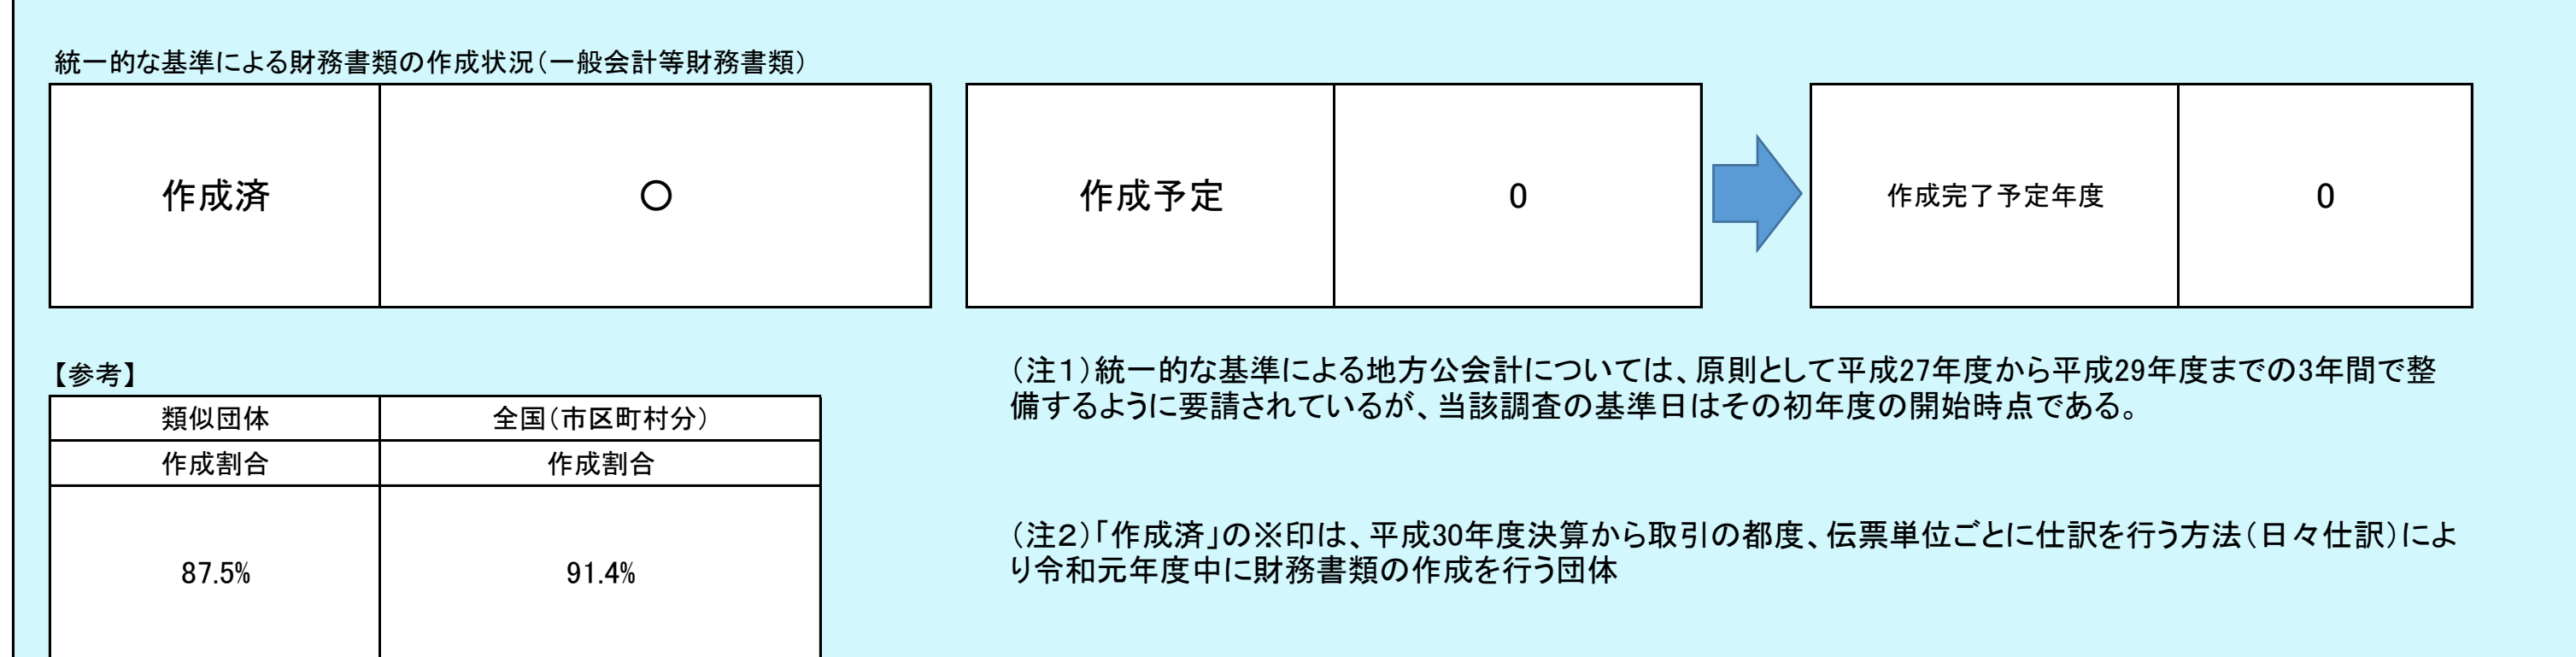 統一的な基準による財務書類の作成状況（一般会計等財務書類）
作成済
〇
作成予定
0
作成完了予定年度
0
【参考】
類似団体
全国（市区町村分）
作成割合
作成割合
87.5%
91.4%
（注１）統一的な基準による地方公会計については、原則として平成27年度から平成29年度までの3年間で整
備するように要請されているが、当該調査の基準日はその初年度の開始時点である。
（注２）「作成済」の※印は、平成30年度決算から取引の都度、伝票単位ごとに仕訳を行う方法（日々仕訳）によ
り令和元年度中に財務書類の作成を行う団体